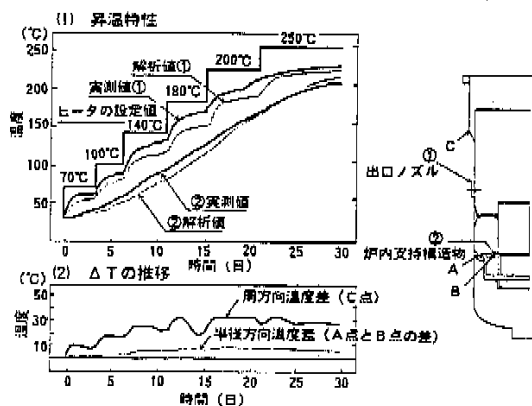 (1) 昇温特性
(℃)
250
200
150
100
50
温度
250℃
200℃
180℃
140℃
100℃
70℃
解析値①
実測値①
ヒータの設定値
②実測値
②解析値
0 5 10 15 20 25 30
時間 (日)
(2) ΔTの推移
(℃)
50
30
10
温度
周方向温度差 (C点)
半径方向温度差 (A点とB点の差)
0 5 10 15 20 25 30
時間 (日)
C
①
出口ノズル
②
炉内支持構造物
A
B